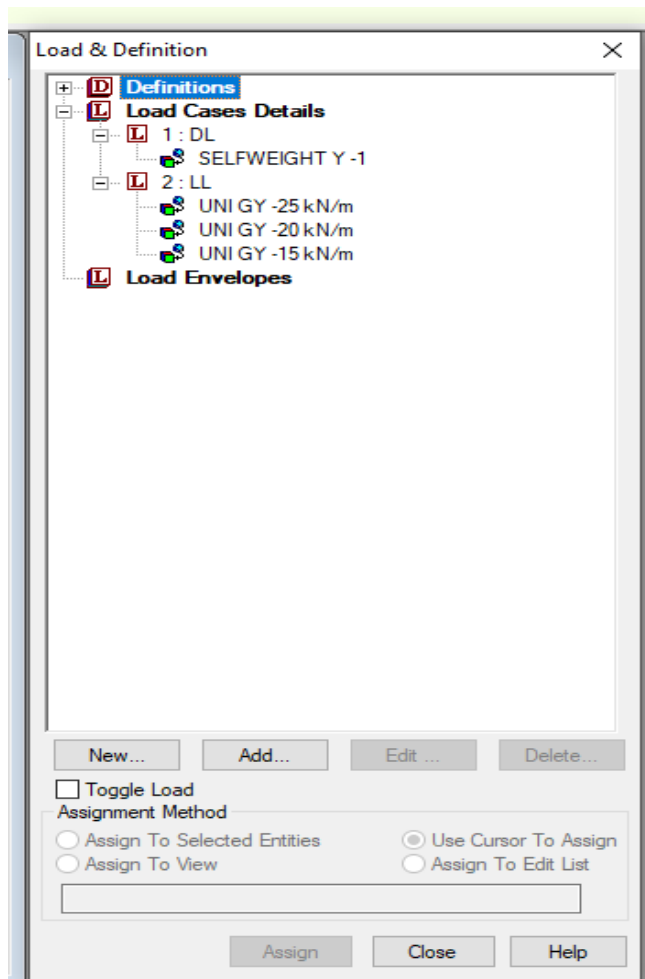 Load & Definition
D Definitions
L Load Cases Details
L 1 : DL
SELFWEIGHT Y -1
L 2 : LL
UNI GY -25 kN/m
UNI GY -20 kN/m
UNI GY -15 kN/m
L Load Envelopes
New... Add... Edit ... Delete...
Toggle Load
Assignment Method
Assign To Selected Entities Use Cursor To Assign
Assign To View Assign To Edit List
Assign Close Help